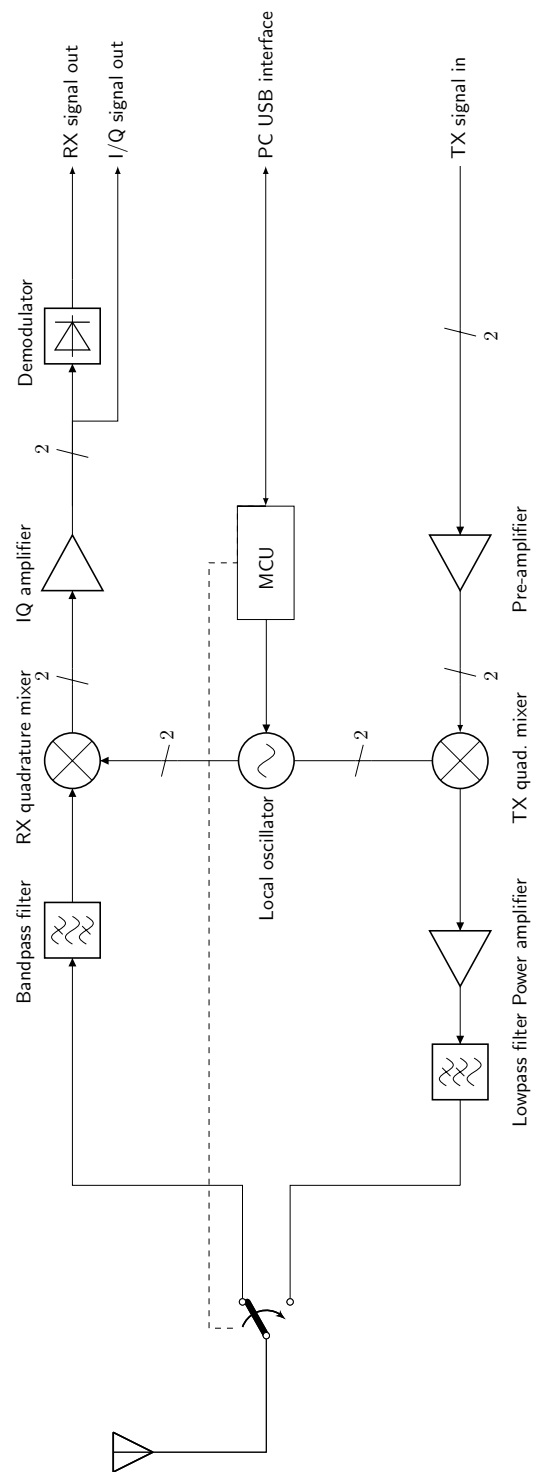 RX signal out
I/Q signal out
PC USB interface
TX signal in
Demodulator
2
2
IQ amplifier
MCU
Pre-amplifier
2
2
RX quadrature mixer
2
2
TX quad. mixer
Local oscillator
Bandpass filter
Power amplifier
Lowpass filter